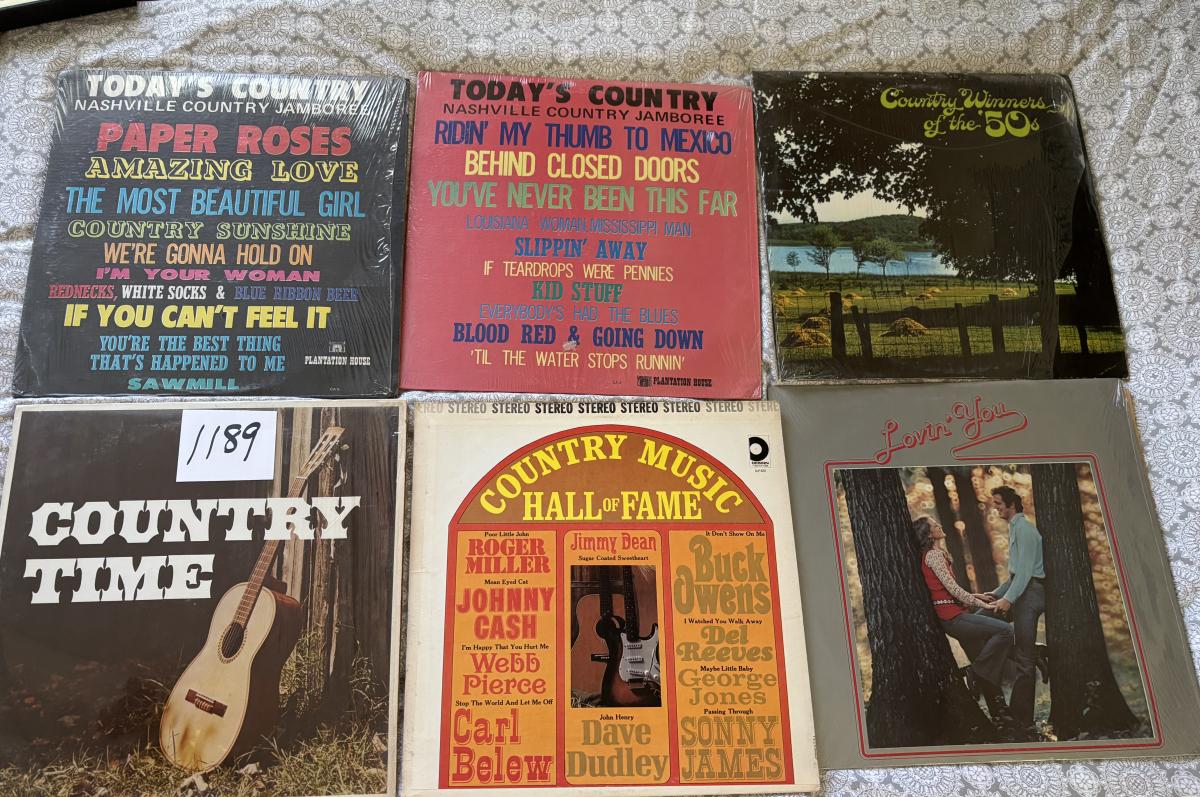 TODAY'S COUNTRY
NASHVILLE COUNTRY JAMBOREE
PAPER ROSES
AMAZING LOVE
THE MOST BEAUTIFUL GIRL
COUNTRY SUNSHINE
WE'RE GONNA HOLD ON
I'M YOUR WOMAN
REDNECKS, WHITE SOCKS & BLUE RIBBON BEER
IF YOU CAN'T FEEL IT
YOU'RE THE BEST THING
THAT'S HAPPENED TO ME
SAWMILL
PLANTATION HOUSE
TODAY'S COUNTRY
NASHVILLE COUNTRY JAMBOREE
RIDIN' MY THUMB TO MEXICO
BEHIND CLOSED DOORS
YOU'VE NEVER BEEN THIS FAR
LOUISIANA WOMAN, MISSISSIPPI MAN
SLIPPIN' AWAY
IF TEARDROPS WERE PENNIES
KID STUFF
EVERYBODY'S HAD THE BLUES
BLOOD RED & GOING DOWN
'TIL THE WATER STOPS RUNNIN'
PLANTATION HOUSE
Country Winners
of the '50s
1189
COUNTRY
TIME
STEREO STEREO STEREO STEREO STEREO STEREO STEREO
COUNTRY MUSIC
HALL OF FAME
Poor Little John
ROGER
MILLER
Mean Eyed Cat
JOHNNY
CASH
I'm Happy That You Hurt Me
Webb
Pierce
Stop The World And Let Me Off
Carl
Belew
Jimmy Dean
Sugar Coated Sweetheart
John Henry
Dave
Dudley
It Don't Show On Me
Buck
Owens
I Watched You Walk Away
Del
Reeves
Maybe Little Baby
George
Jones
Passing Through
SONNY
JAMES
Lovin' You